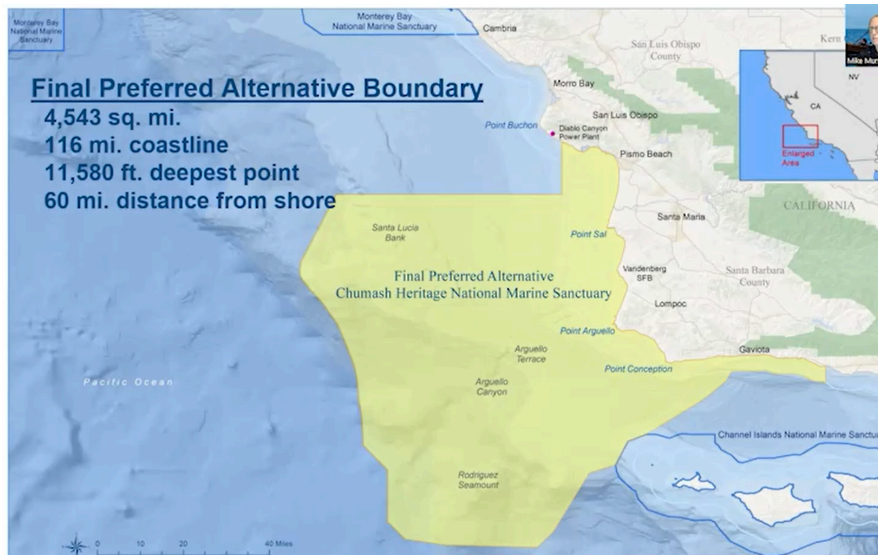 Monterey Bay
National Marine
Sanctuary
Monterey Bay
National Marine Sanctuary
Cambria
San Luis Obispo
County
Kern
Mike Mur
NV
CA
Enlarged
Area
Final Preferred Alternative Boundary
4,543 sq. mi.
116 mi. coastline
11,580 ft. deepest point
60 mi. distance from shore
Morro Bay
San Luis Obispo
Point Buchon
Diablo Canyon
Power Plant
Pismo Beach
CALIFORNIA
Santa Lucia
Bank
Santa Maria
Point Sal
Final Preferred Alternative
Chumash Heritage National Marine Sanctuary
Vandenberg
SFB
Santa Barbara
County
Lompoc
Point Arguello
Arguello
Terrace
Gaviota
Point Conception
Pacific Ocean
Arguello
Canyon
Channel Islands National Marine Sanctu
Rodriguez
Seamount
0 10 20 40 Miles